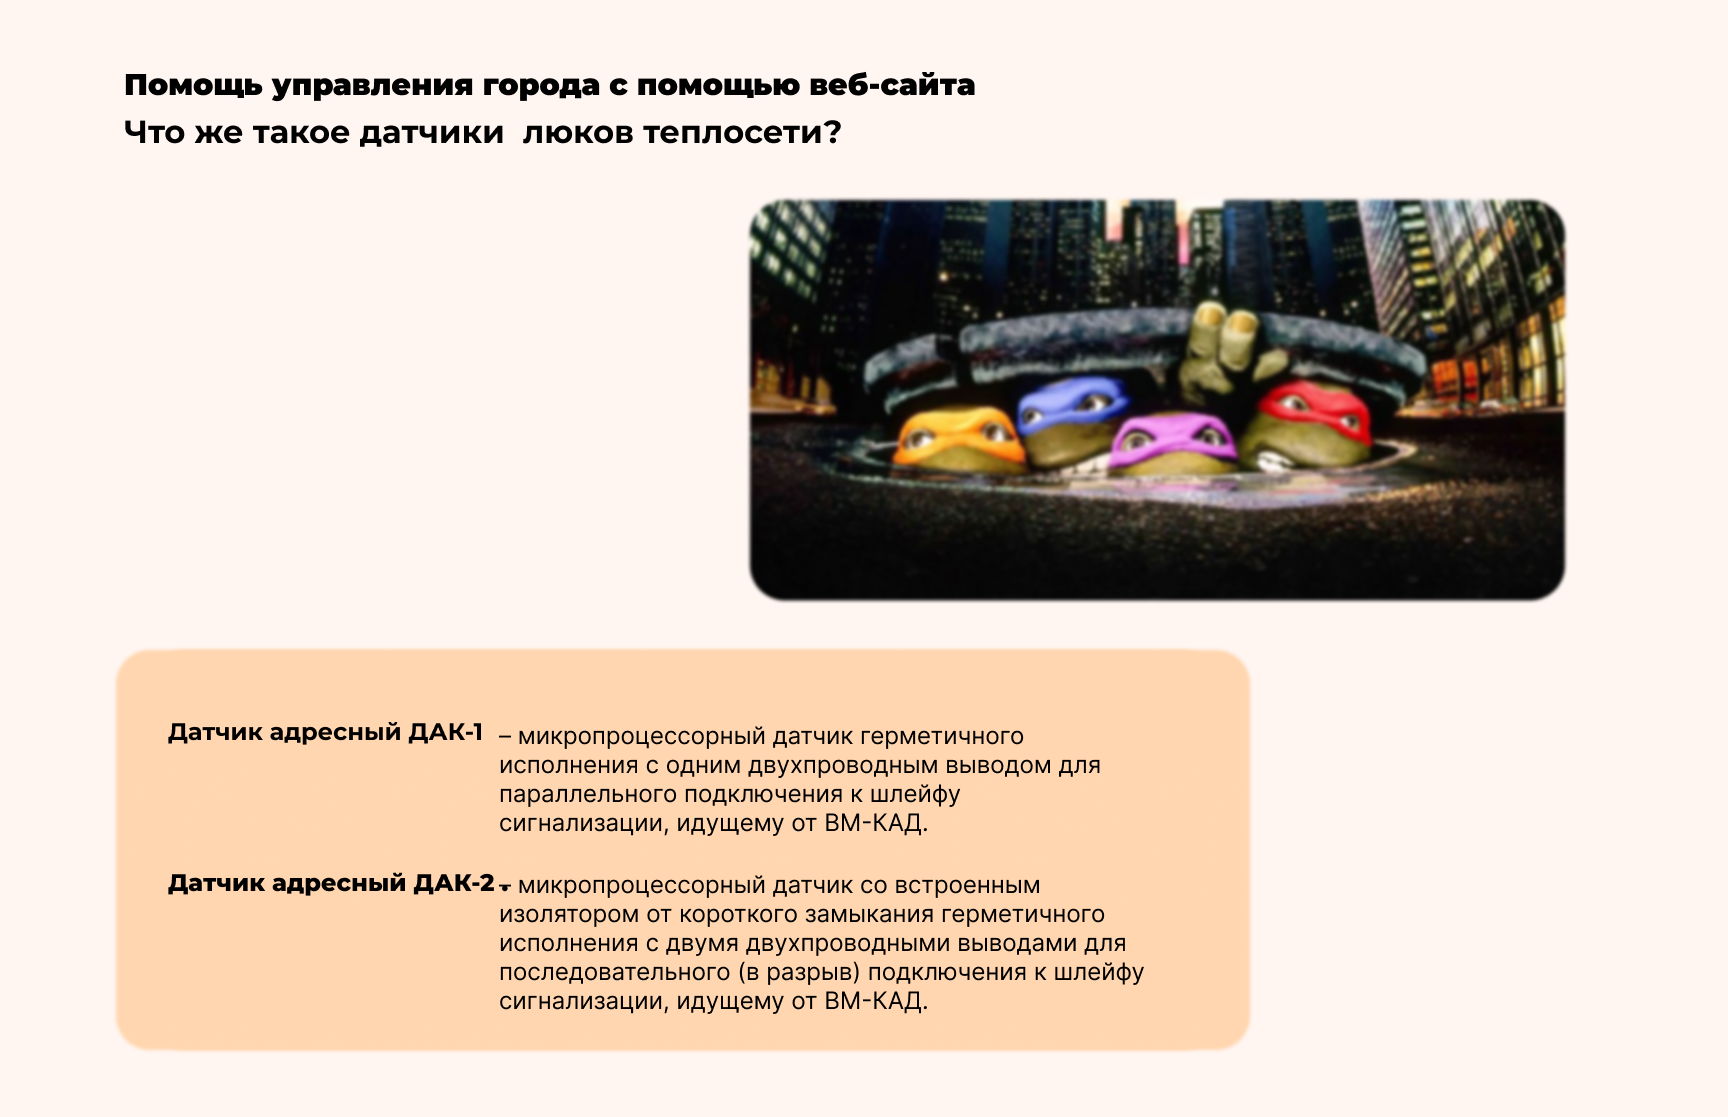 Помощь управления города с помощью веб-сайта
Что же такое датчики  люков теплосети?
Датчик адресный ДАК-1 – микропроцессорный датчик герметичного
исполнения с одним двухпроводным выводом для
параллельного подключения к шлейфу
сигнализации, идущему от ВМ-КАД.
Датчик адресный ДАК-2. – микропроцессорный датчик со встроенным
изолятором от короткого замыкания герметичного
исполнения с двумя двухпроводными выводами для
последовательного (в разрыв) подключения к шлейфу
сигнализации, идущему от ВМ-КАД.